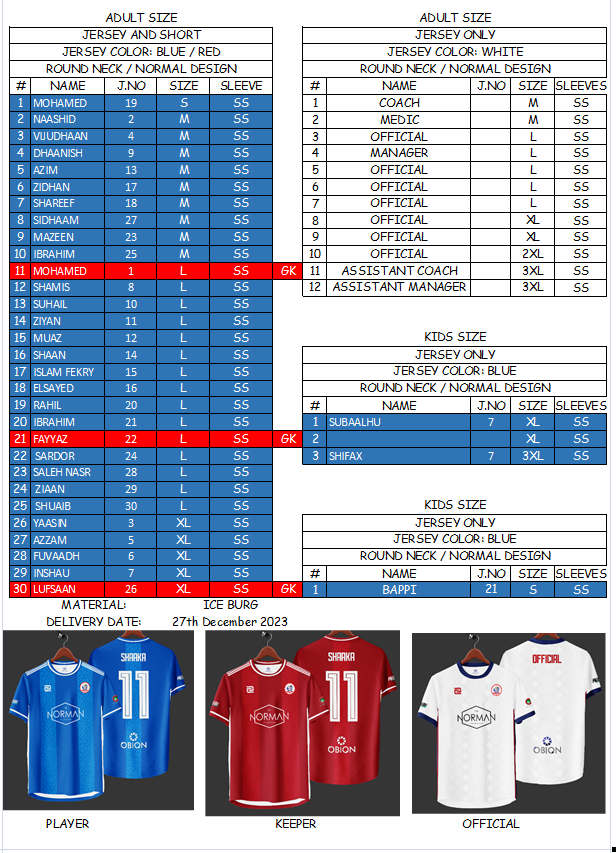 ADULT SIZE
JERSEY AND SHORT
JERSEY COLOR: BLUE / RED
ROUND NECK / NORMAL DESIGN
# NAME J.NO SIZE SLEEVE
1 MOHAMED 19 S SS
2 NAASHID 2 M SS
3 VIJUDHAAN 4 M SS
4 DHAANISH 9 M SS
5 AZIM 13 M SS
6 ZIDHAN 17 M SS
7 SHAREEF 18 M SS
8 SIDHAAM 27 M SS
9 MAZEEN 23 M SS
10 IBRAHIM 25 M SS
11 MOHAMED 1 L SS GK
12 SHAMIS 8 L SS
13 SUHAIL 10 L SS
14 ZIYAN 11 L SS
15 MUAZ 12 L SS
16 SHAAN 14 L SS
17 ISLAM FEKRY 15 L SS
18 ELSAYED 16 L SS
19 RAHIL 20 L SS
20 IBRAHIM 21 L SS
21 FAYYAZ 22 L SS GK
22 SARDOR 24 L SS
23 SALEH NASR 28 L SS
24 ZIAAN 29 L SS
25 SHUAIB 30 L SS
26 YAASIN 3 XL SS
27 AZZAM 5 XL SS
28 FUVAADH 6 XL SS
29 INSHAU 7 XL SS
30 LUFSAAN 26 XL SS GK
MATERIAL: ICE BURG
DELIVERY DATE: 27th December 2023
ADULT SIZE
JERSEY ONLY
JERSEY COLOR: WHITE
ROUND NECK / NORMAL DESIGN
# NAME J.NO SIZE SLEEVES
1 COACH M SS
2 MEDIC M SS
3 OFFICIAL L SS
4 MANAGER L SS
5 OFFICIAL L SS
6 OFFICIAL L SS
7 OFFICIAL L SS
8 OFFICIAL XL SS
9 OFFICIAL XL SS
10 OFFICIAL 2XL SS
11 ASSISTANT COACH 3XL SS
12 ASSISTANT MANAGER 3XL SS
KIDS SIZE
JERSEY ONLY
JERSEY COLOR: BLUE
ROUND NECK / NORMAL DESIGN
# NAME J.NO SIZE SLEEVES
1 SUBAALHU 7 XL SS
2 XL SS
3 SHIFAX 7 3XL SS
KIDS SIZE
JERSEY ONLY
JERSEY COLOR: BLUE
ROUND NECK / NORMAL DESIGN
# NAME J.NO SIZE SLEEVES
1 BAPPI 21 S SS
NORMAN
SHAAKA
11
OBION
NORMAN
SHAAKA
11
OBION
NORMAN
OFFICIAL
OBION
PLAYER
KEEPER
OFFICIAL